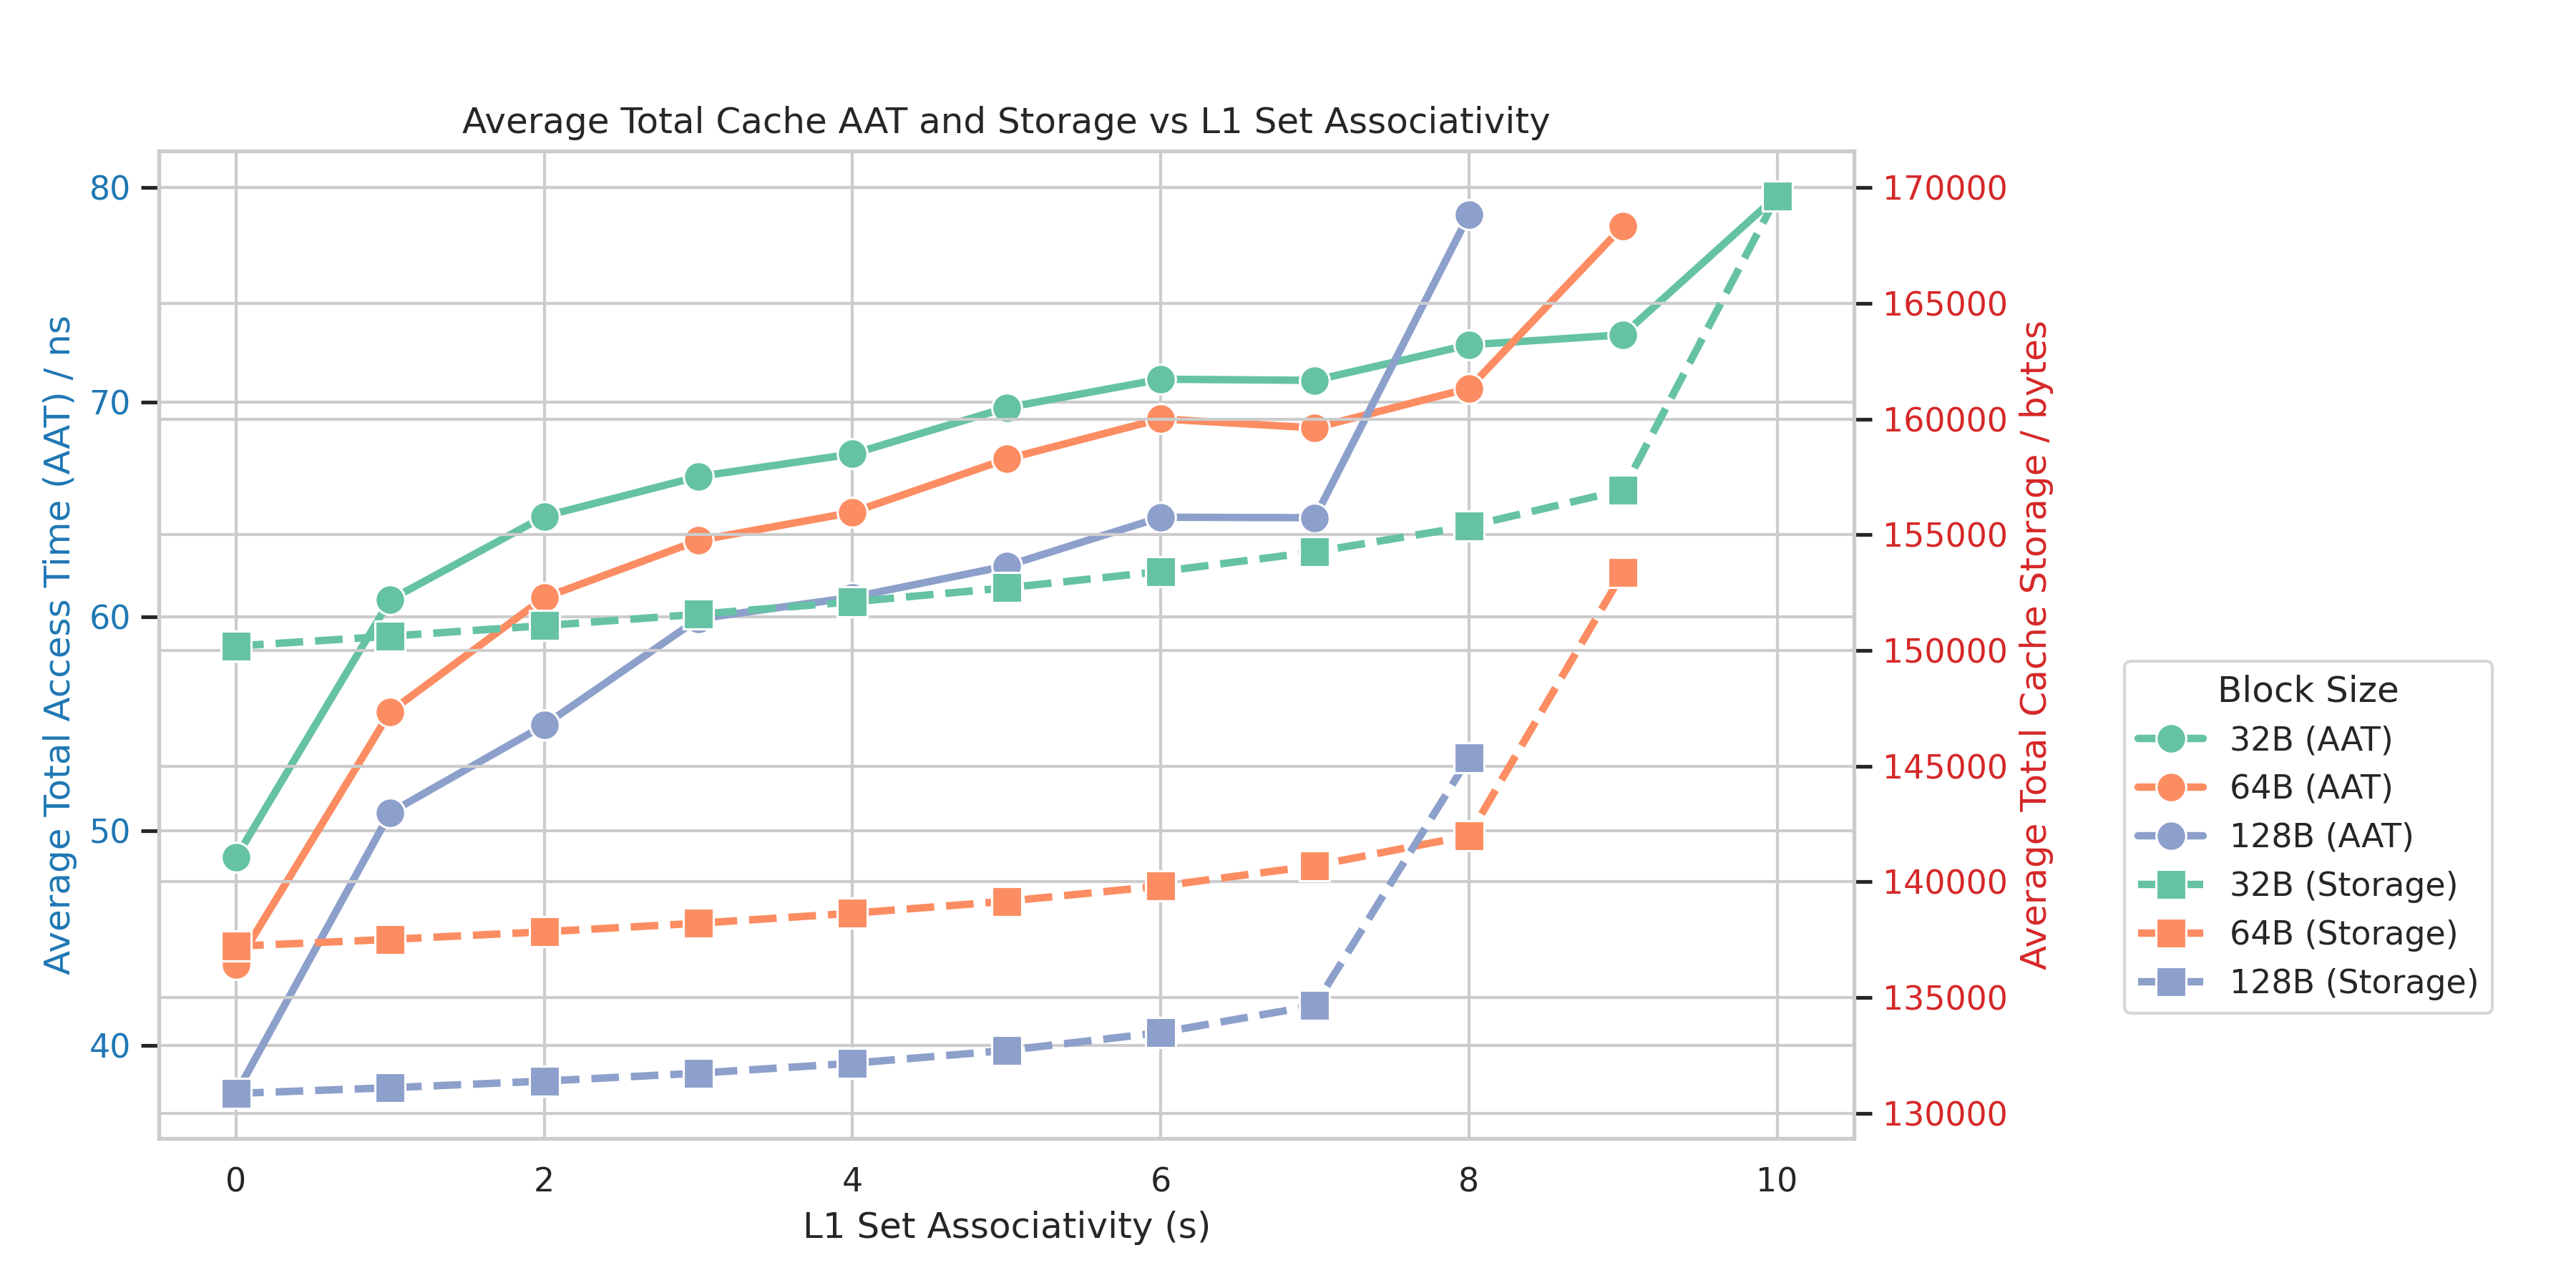 Average Total Cache AAT and Storage vs L1 Set Associativity
Average Total Access Time (AAT) / ns
80
70
60
50
40
170000
165000
160000
155000
150000
145000
140000
135000
130000
Average Total Cache Storage / bytes
0 2 4 6 8 10
L1 Set Associativity (s)
Block Size
32B (AAT)
64B (AAT)
128B (AAT)
32B (Storage)
64B (Storage)
128B (Storage)